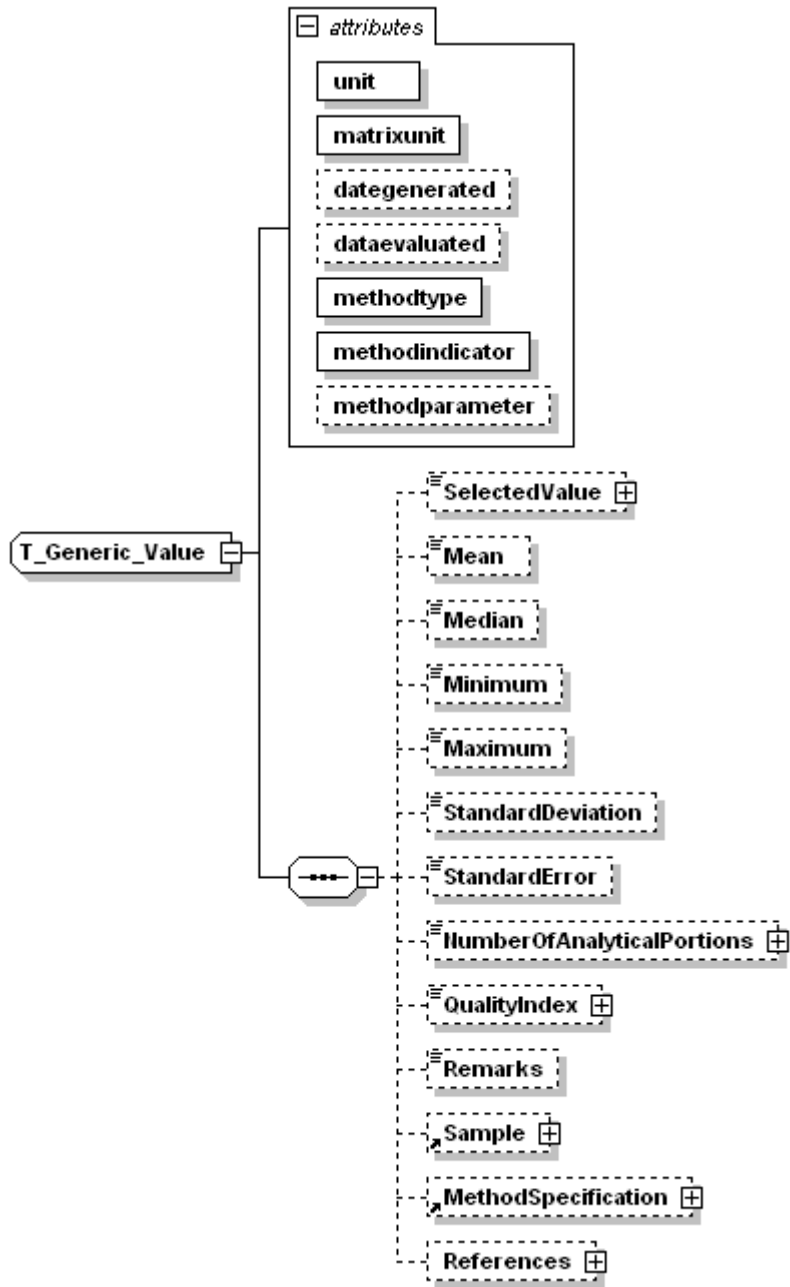 attributes
unit
matrixunit
dategenerated
dataevaluated
methodtype
methodindicator
methodparameter
T_Generic_Value
SelectedValue
Mean
Median
Minimum
Maximum
StandardDeviation
StandardError
NumberOfAnalyticalPortions
QualityIndex
Remarks
Sample
MethodSpecification
References